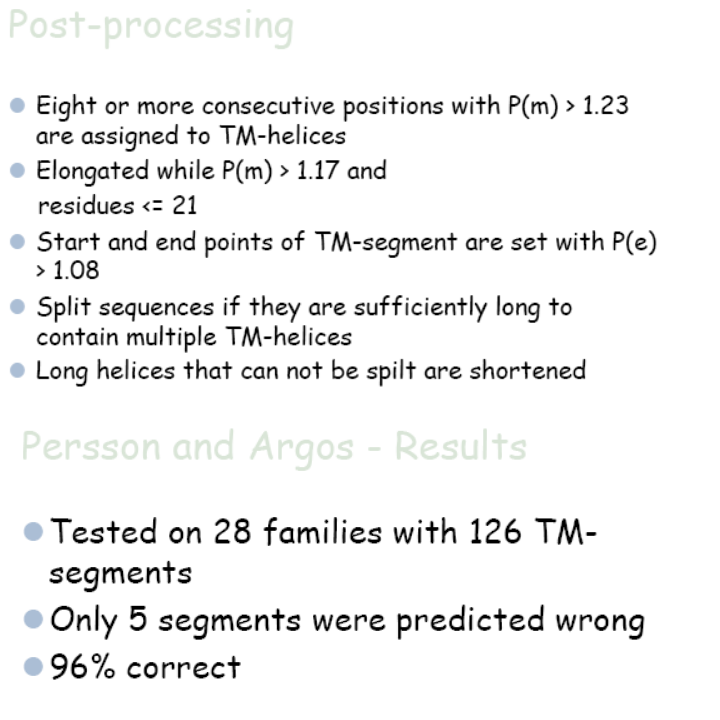 Post-processing
Eight or more consecutive positions with P(m) > 1.23
are assigned to TM-helices
Elongated while P(m) > 1.17 and
residues <= 21
Start and end points of TM-segment are set with P(e)
> 1.08
Split sequences if they are sufficiently long to
contain multiple TM-helices
Long helices that can not be spilt are shortened
Persson and Argos - Results
Tested on 28 families with 126 TM-
segments
Only 5 segments were predicted wrong
96% correct